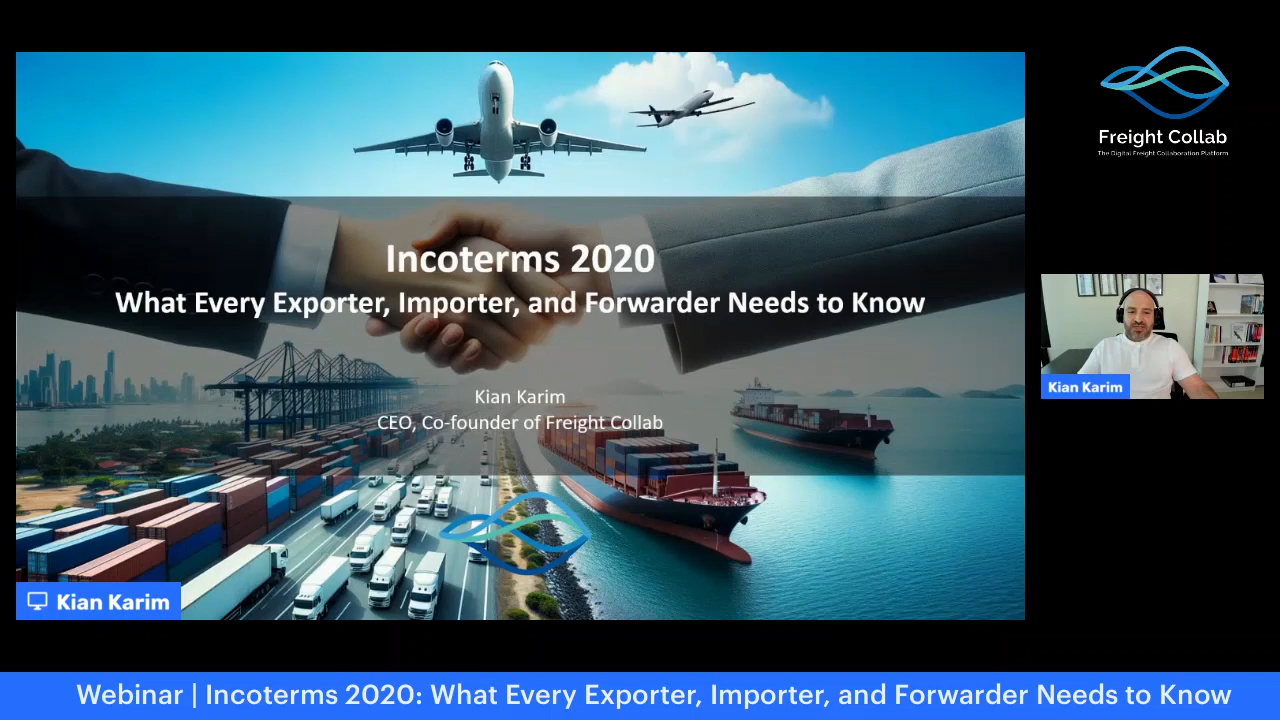 Incoterms 2020
What Every Exporter, Importer, and Forwarder Needs to Know
Kian Karim
CEO, Co-founder of Freight Collab
Kian Karim
Freight Collab
The Digital Freight Collaboration Platform
Kian Karim
Webinar | Incoterms 2020: What Every Exporter, Importer, and Forwarder Needs to Know